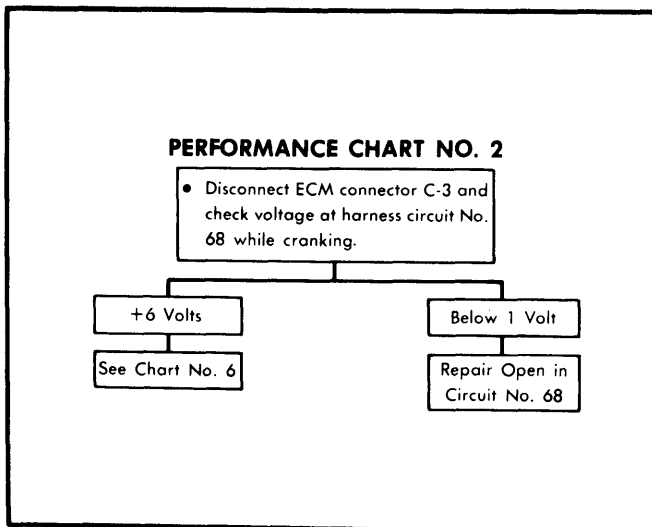 PERFORMANCE CHART NO. 2
• Disconnect ECM connector C-3 and
check voltage at harness circuit No.
68 while cranking.
+6 Volts
Below 1 Volt
See Chart No. 6
Repair Open in
Circuit No. 68